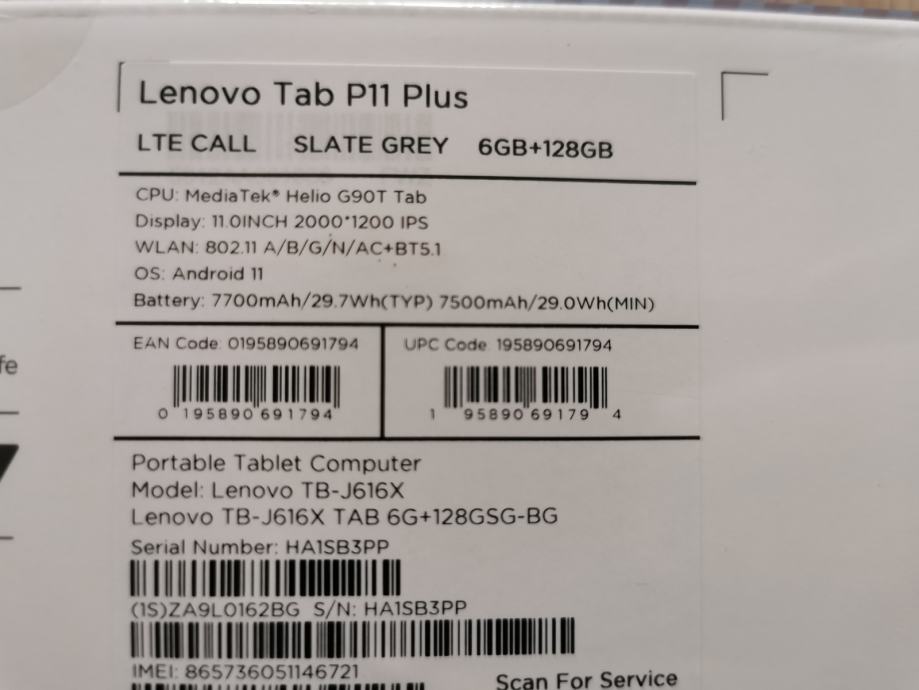 Lenovo Tab P11 Plus
LTE CALL SLATE GREY 6GB+128GB
CPU: MediaTek® Helio G90T Tab
Display: 11.0INCH 2000*1200 IPS
WLAN: 802.11 A/B/G/N/AC+BT5.1
OS: Android 11
Battery: 7700mAh/29.7Wh(TYP) 7500mAh/29.0Wh(MIN)
fe
EAN Code: 0195890691794 UPC Code 195890691794
0 195890 691794 1 95890 69179 4
Portable Tablet Computer
Model: Lenovo TB-J616X
Lenovo TB-J616X TAB 6G+128GSG-BG
Serial Number: HA1SB3PP
(1S)ZA9L0162BG S/N: HA1SB3PP
IMEI: 865736051146721
Scan For Service